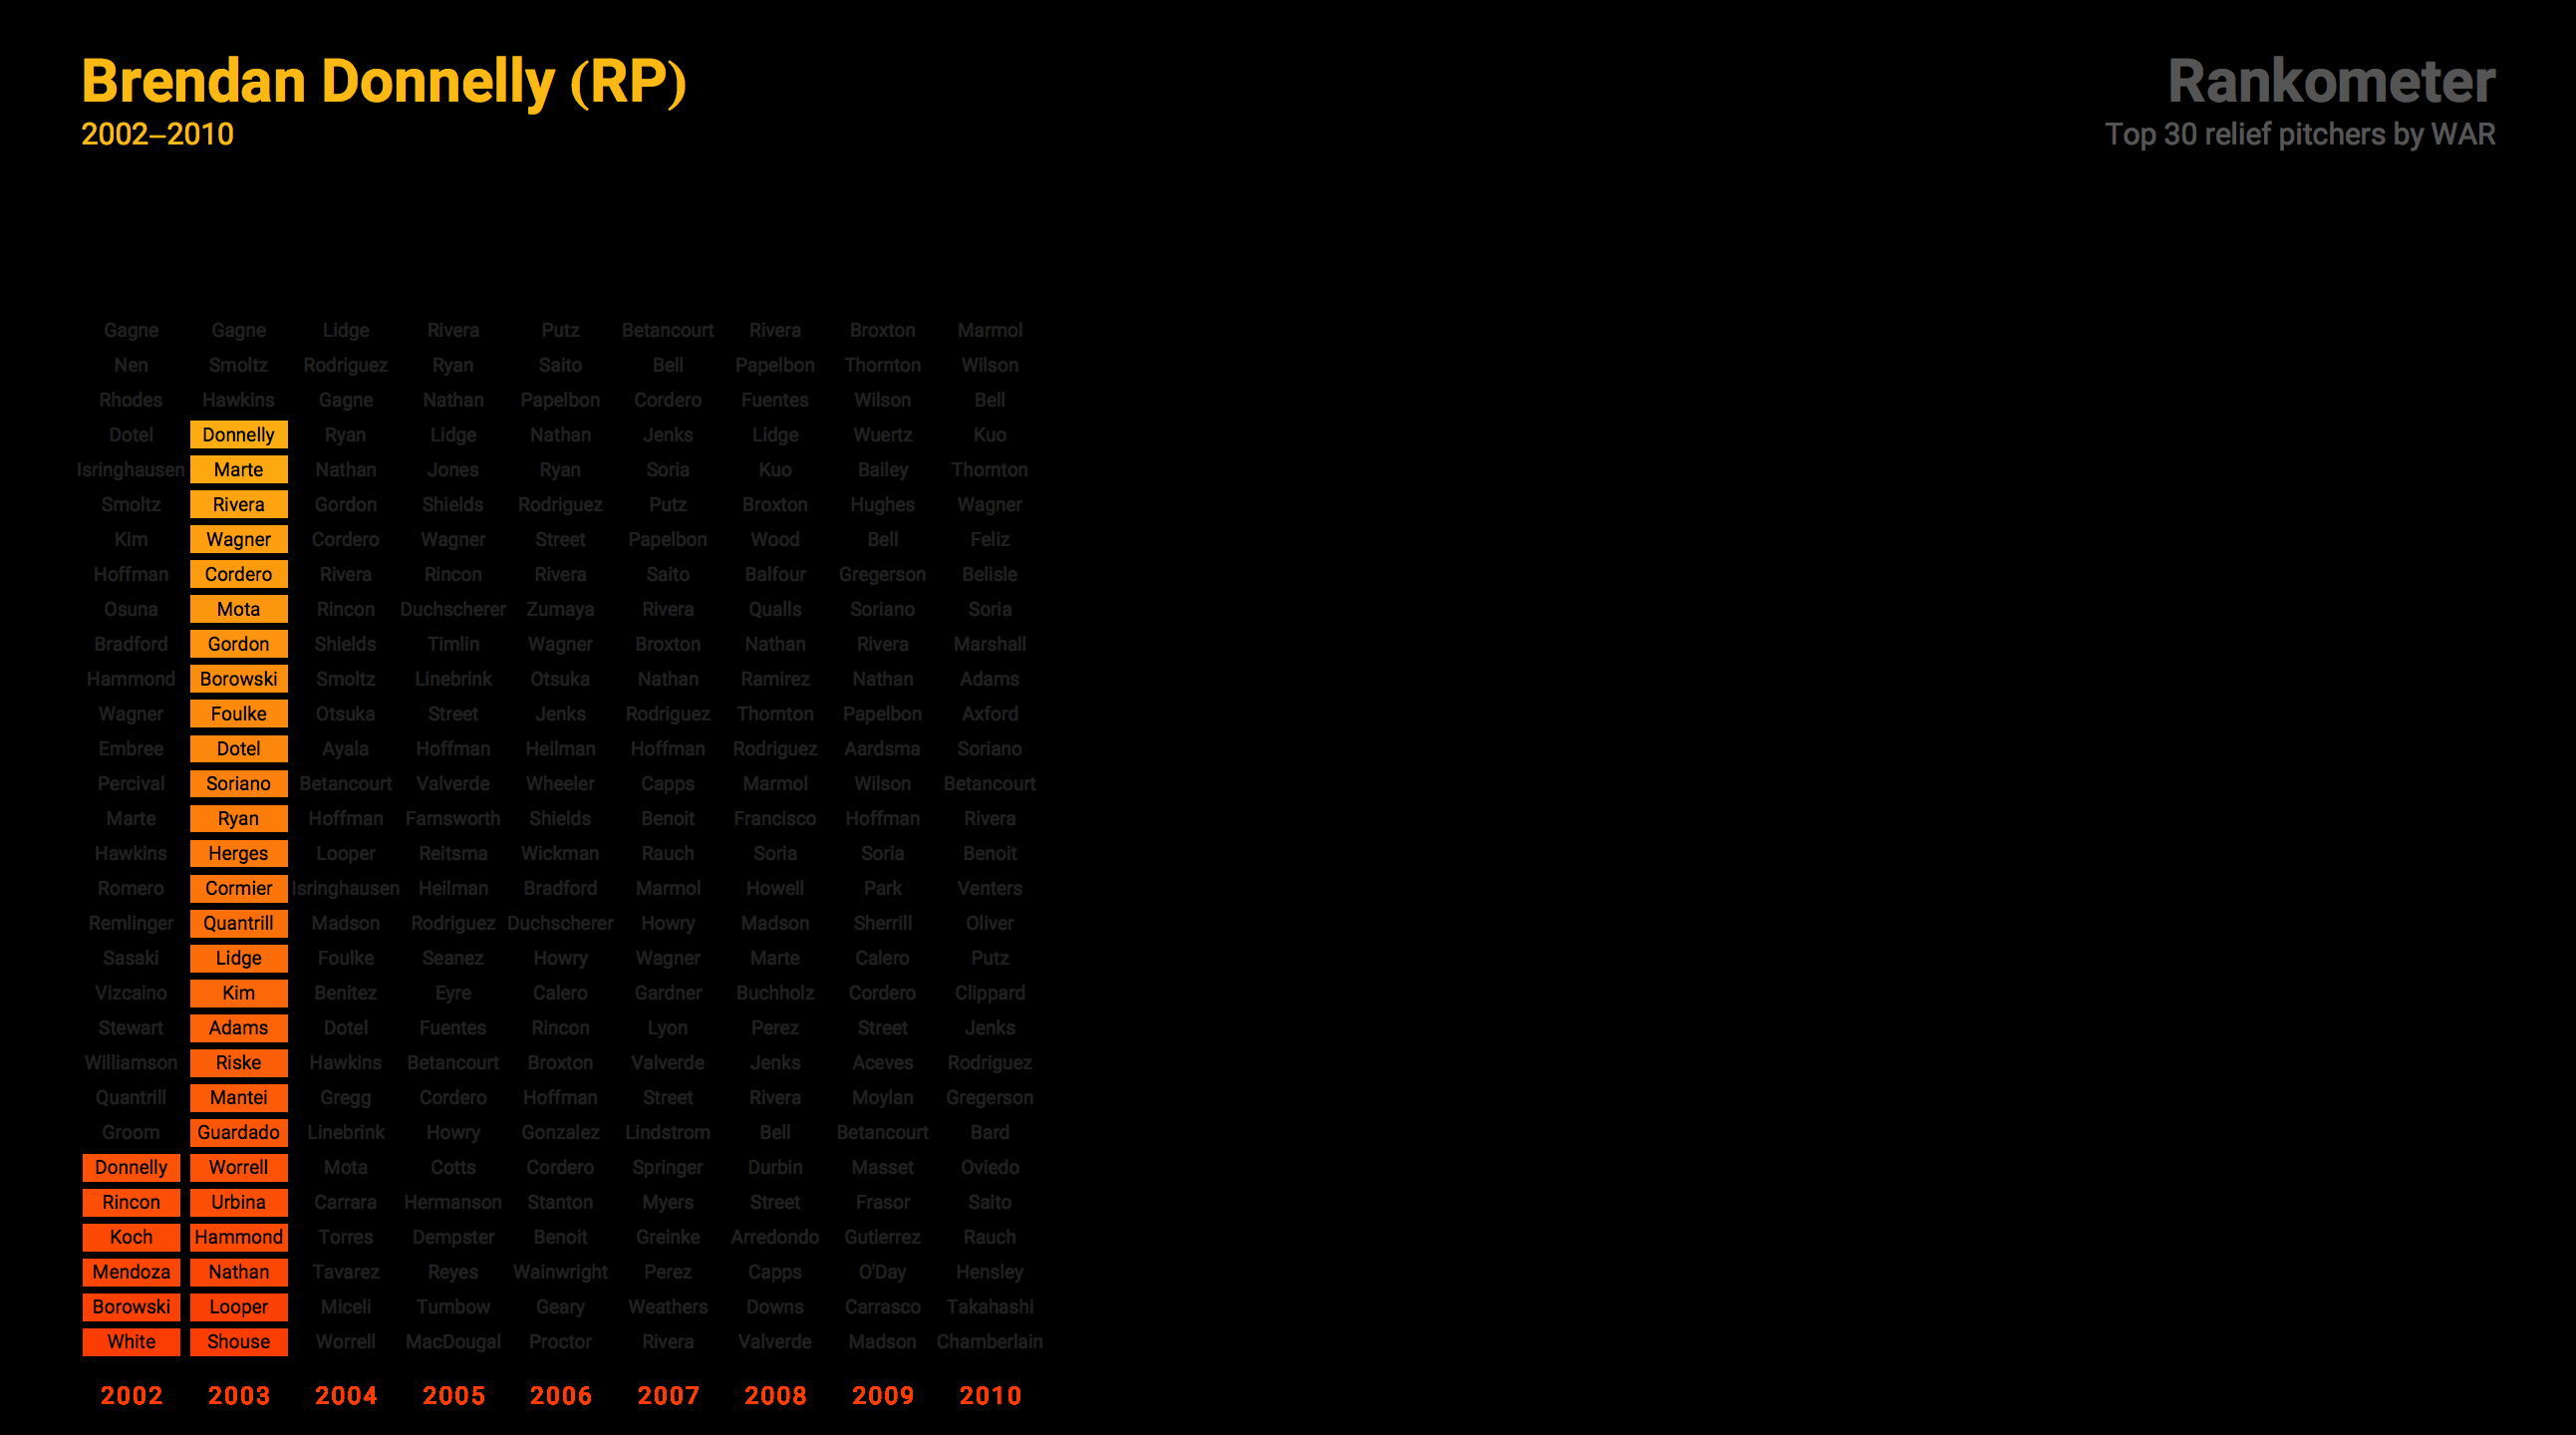 Brendan Donnelly (RP)
2002–2010
Rankometer
Top 30 relief pitchers by WAR
Gagne Gagne Lidge Rivera Putz Betancourt Rivera Broxton Marmol
Nen Smoltz Rodriguez Ryan Saito Bell Papelbon Thornton Wilson
Rhodes Hawkins Gagne Nathan Papelbon Cordero Fuentes Wilson Bell
Dotel Donnelly Ryan Lidge Nathan Jenks Lidge Wuertz Kuo
Isringhausen Marte Nathan Jones Ryan Soria Kuo Bailey Thornton
Smoltz Rivera Gordon Shields Rodriguez Putz Broxton Hughes Wagner
Kim Wagner Cordero Wagner Street Papelbon Wood Bell Feliz
Hoffman Cordero Rivera Rincon Rivera Saito Balfour Gregerson Belisle
Osuna Mota Rincon Duchscherer Zumaya Rivera Qualls Soriano Soria
Bradford Gordon Shields Timlin Wagner Broxton Nathan Rivera Marshall
Hammond Borowski Smoltz Linebrink Otsuka Nathan Ramirez Nathan Adams
Wagner Foulke Otsuka Street Jenks Rodriguez Thornton Papelbon Axford
Embree Dotel Ayala Hoffman Heilman Hoffman Rodriguez Aardsma Soriano
Percival Soriano Betancourt Valverde Wheeler Capps Marmol Wilson Betancourt
Marte Ryan Hoffman Farnsworth Shields Benoit Francisco Hoffman Rivera
Hawkins Herges Looper Reitsma Wickman Rauch Soria Soria Benoit
Romero Cormier Isringhausen Heilman Bradford Marmol Howell Park Venters
Remlinger Quantrill Madson Rodriguez Duchscherer Howry Madson Sherrill Oliver
Sasaki Lidge Foulke Seanez Howry Wagner Marte Calero Putz
Vizcaino Kim Benitez Eyre Calero Gardner Buchholz Cordero Clippard
Stewart Adams Dotel Fuentes Rincon Lyon Perez Street Jenks
Williamson Riske Hawkins Betancourt Broxton Valverde Jenks Aceves Rodriguez
Quantrill Mantei Gregg Cordero Hoffman Street Rivera Moylan Gregerson
Groom Guardado Linebrink Howry Gonzalez Lindstrom Bell Betancourt Bard
Donnelly Worrell Mota Cotts Cordero Springer Durbin Masset Oviedo
Rincon Urbina Carrara Hermanson Stanton Myers Street Frasor Saito
Koch Hammond Torres Dempster Benoit Greinke Arredondo Gutierrez Rauch
Mendoza Nathan Tavarez Reyes Wainwright Perez Capps O'Day Hensley
Borowski Looper Miceli Turnbow Geary Weathers Downs Carrasco Takahashi
White Shouse Worrell MacDougal Proctor Rivera Valverde Madson Chamberlain
2002 2003 2004 2005 2006 2007 2008 2009 2010